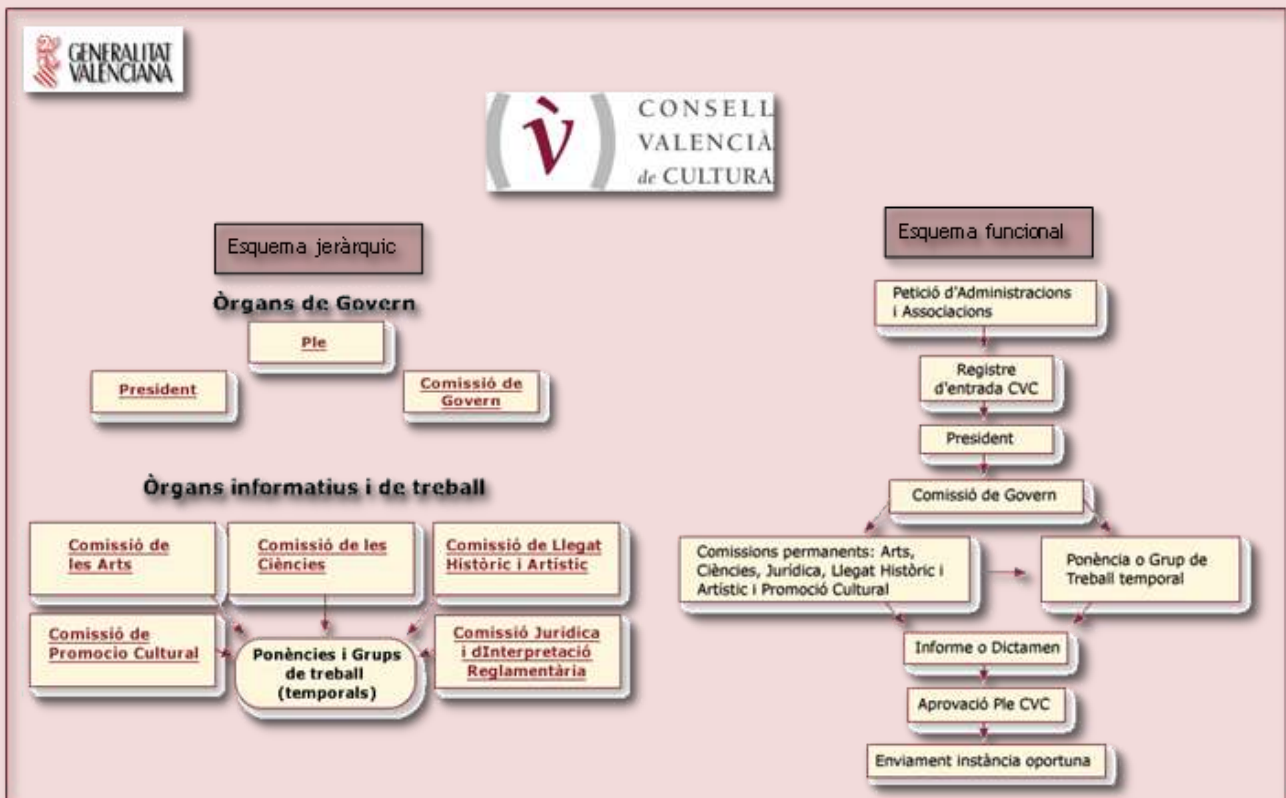 GENERALITAT
VALENCIANA
CONSELL
VALENCIÀ
de CULTURA
Esquema jeràrquic
Òrgans de Govern
Ple
President
Comissió de
Govern
Òrgans informatius i de treball
Comissió de
les Arts
Comissió de les
Ciències
Comissió de Llegat
Històric i Artístic
Comissió de
Promocio Cultural
Ponències i Grups
de treball
(temporals)
Comissió Jurídica
i dInterpretació
Reglamentària
Esquema funcional
Petició d'Administracions
i Associacions
Registre
d'entrada CVC
President
Comissió de Govern
Comissions permanents: Arts,
Ciències, Jurídica, Llegat Històric i
Artístic i Promoció Cultural
Ponència o Grup de
Treball temporal
Informe o Dictamen
Aprovació Ple CVC
Enviament instància oportuna